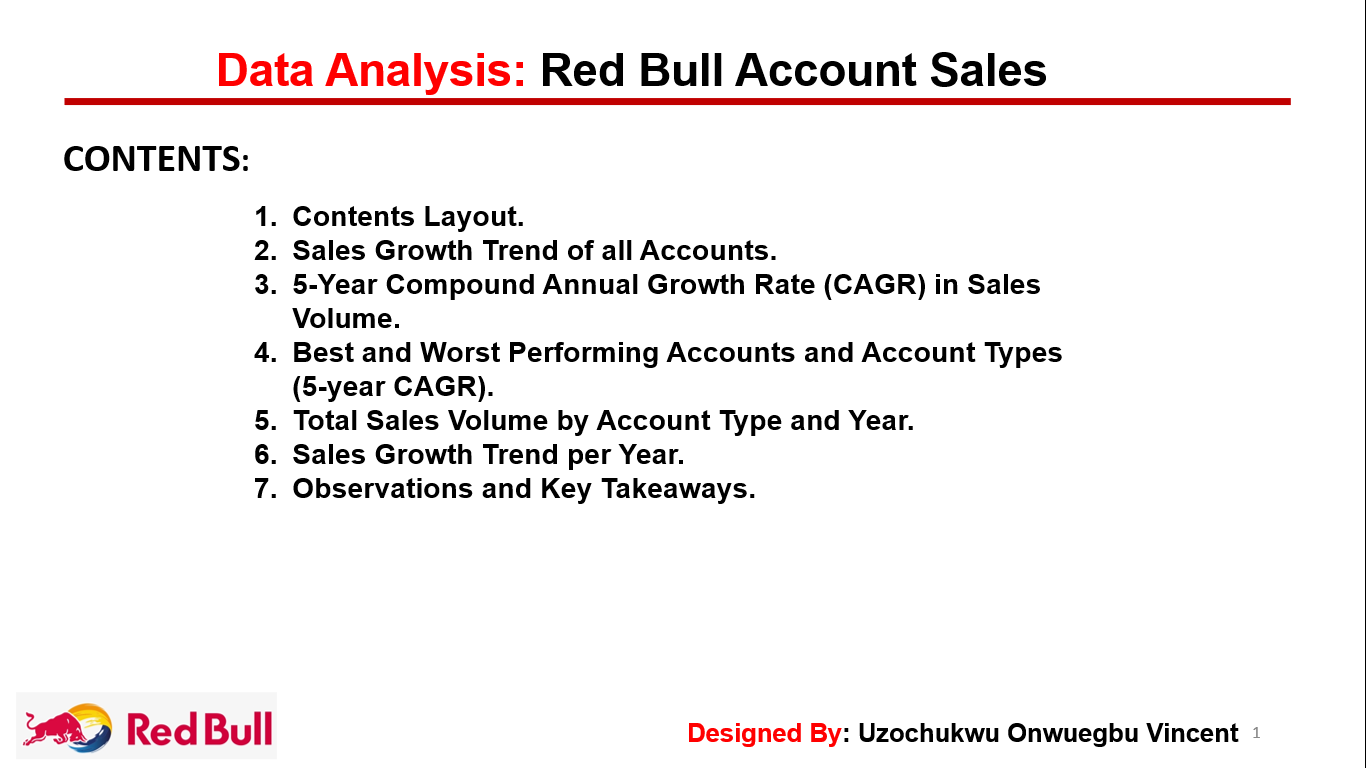 Data Analysis: Red Bull Account Sales
CONTENTS:
1. Contents Layout.
2. Sales Growth Trend of all Accounts.
3. 5-Year Compound Annual Growth Rate (CAGR) in Sales
Volume.
4. Best and Worst Performing Accounts and Account Types
(5-year CAGR).
5. Total Sales Volume by Account Type and Year.
6. Sales Growth Trend per Year.
7. Observations and Key Takeaways.
Red Bull
Designed By: Uzochukwu Onwuegbu Vincent 1